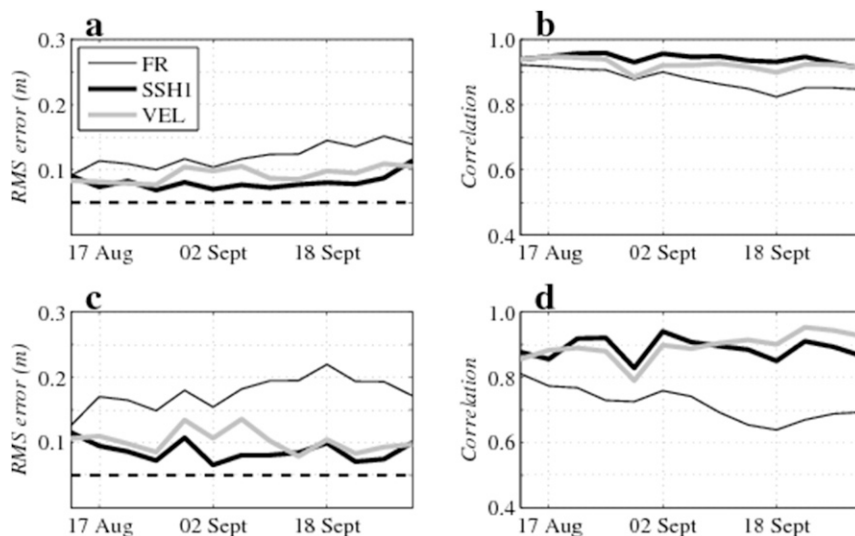 a
0.3
0.2
0.1
RMS error (m)
FR
SSH1
VEL
17 Aug
02 Sept
18 Sept
b
1.0
0.8
0.6
0.4
Correlation
17 Aug
02 Sept
18 Sept
c
0.3
0.2
0.1
RMS error (m)
17 Aug
02 Sept
18 Sept
d
1.0
0.8
0.6
0.4
Correlation
17 Aug
02 Sept
18 Sept